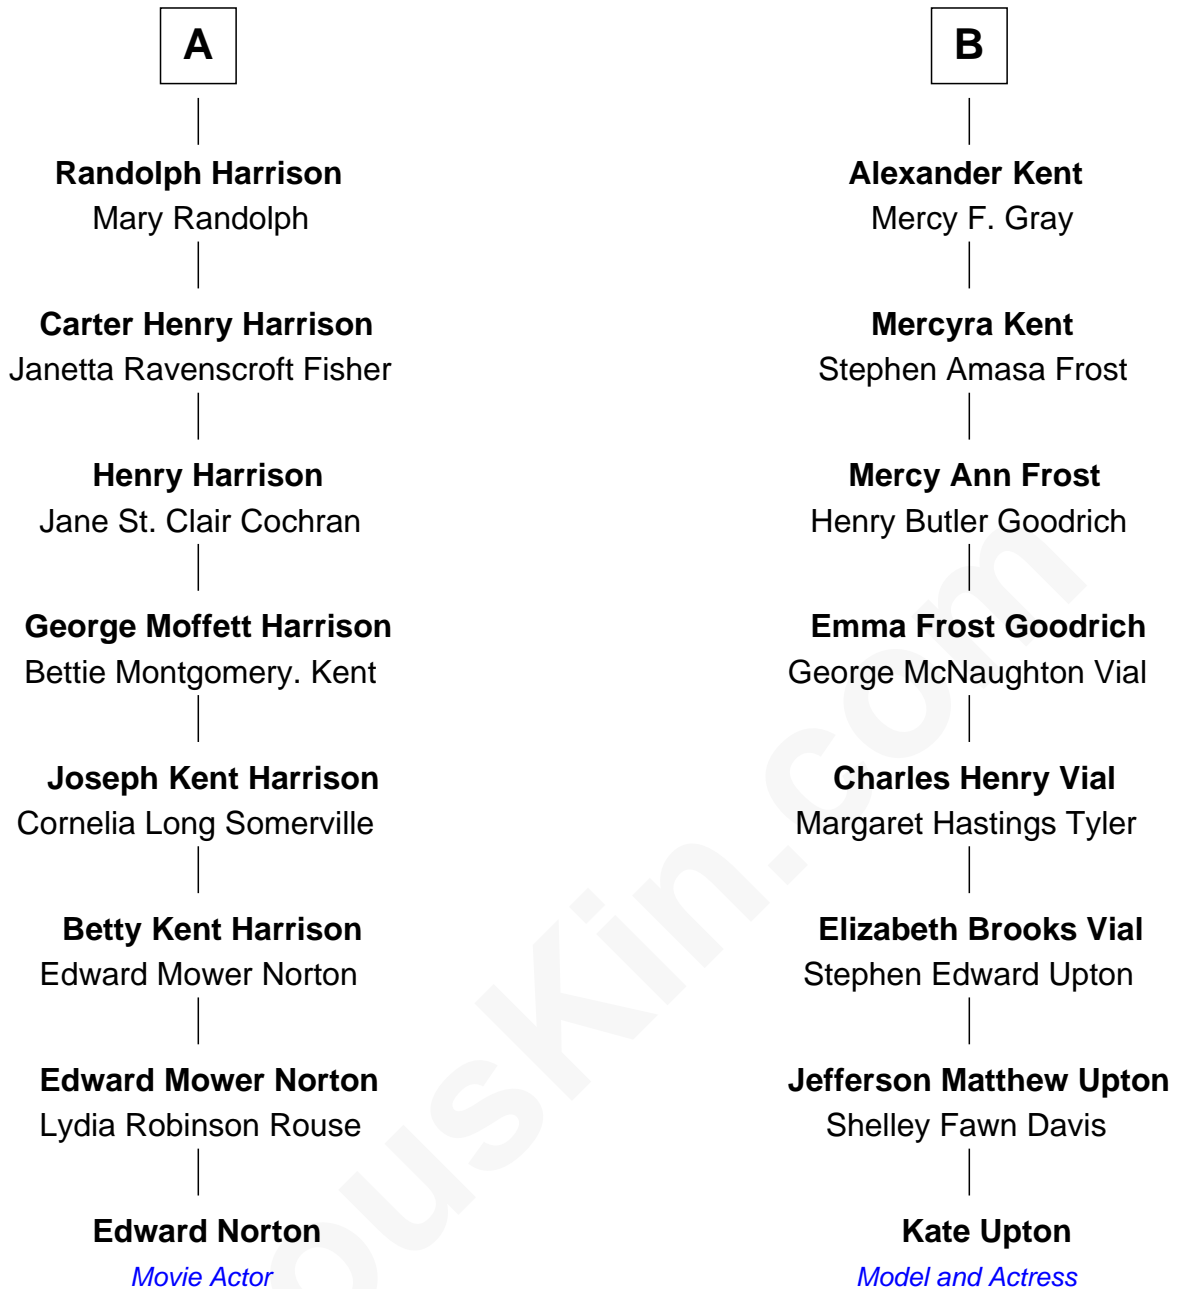 A
B
Randolph Harrison
Mary Randolph
Alexander Kent
Mercy F. Gray
Carter Henry Harrison
Janetta Ravenscroft Fisher
Mercyra Kent
Stephen Amasa Frost
Henry Harrison
Jane St. Clair Cochran
Mercy Ann Frost
Henry Butler Goodrich
George Moffett Harrison
Bettie Montgomery. Kent
Emma Frost Goodrich
George McNaughton Vial
Joseph Kent Harrison
Cornelia Long Somerville
Charles Henry Vial
Margaret Hastings Tyler
Betty Kent Harrison
Edward Mower Norton
Elizabeth Brooks Vial
Stephen Edward Upton
Edward Mower Norton
Lydia Robinson Rouse
Jefferson Matthew Upton
Shelley Fawn Davis
Edward Norton
Movie Actor
Kate Upton
Model and Actress
ousKin.com